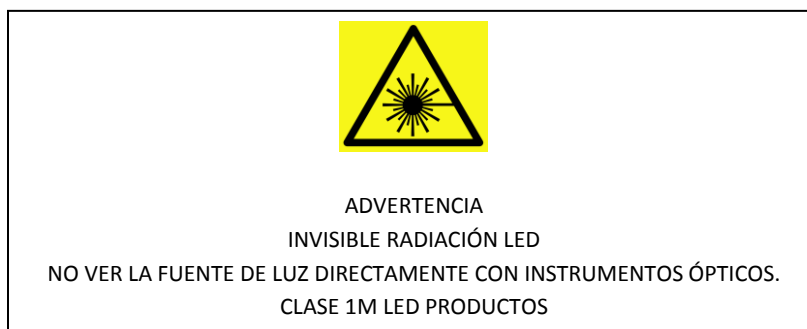 ADVERTENCIA
INVISIBLE RADIACIÓN LED
NO VER LA FUENTE DE LUZ DIRECTAMENTE CON INSTRUMENTOS ÓPTICOS.
CLASE 1M LED PRODUCTOS